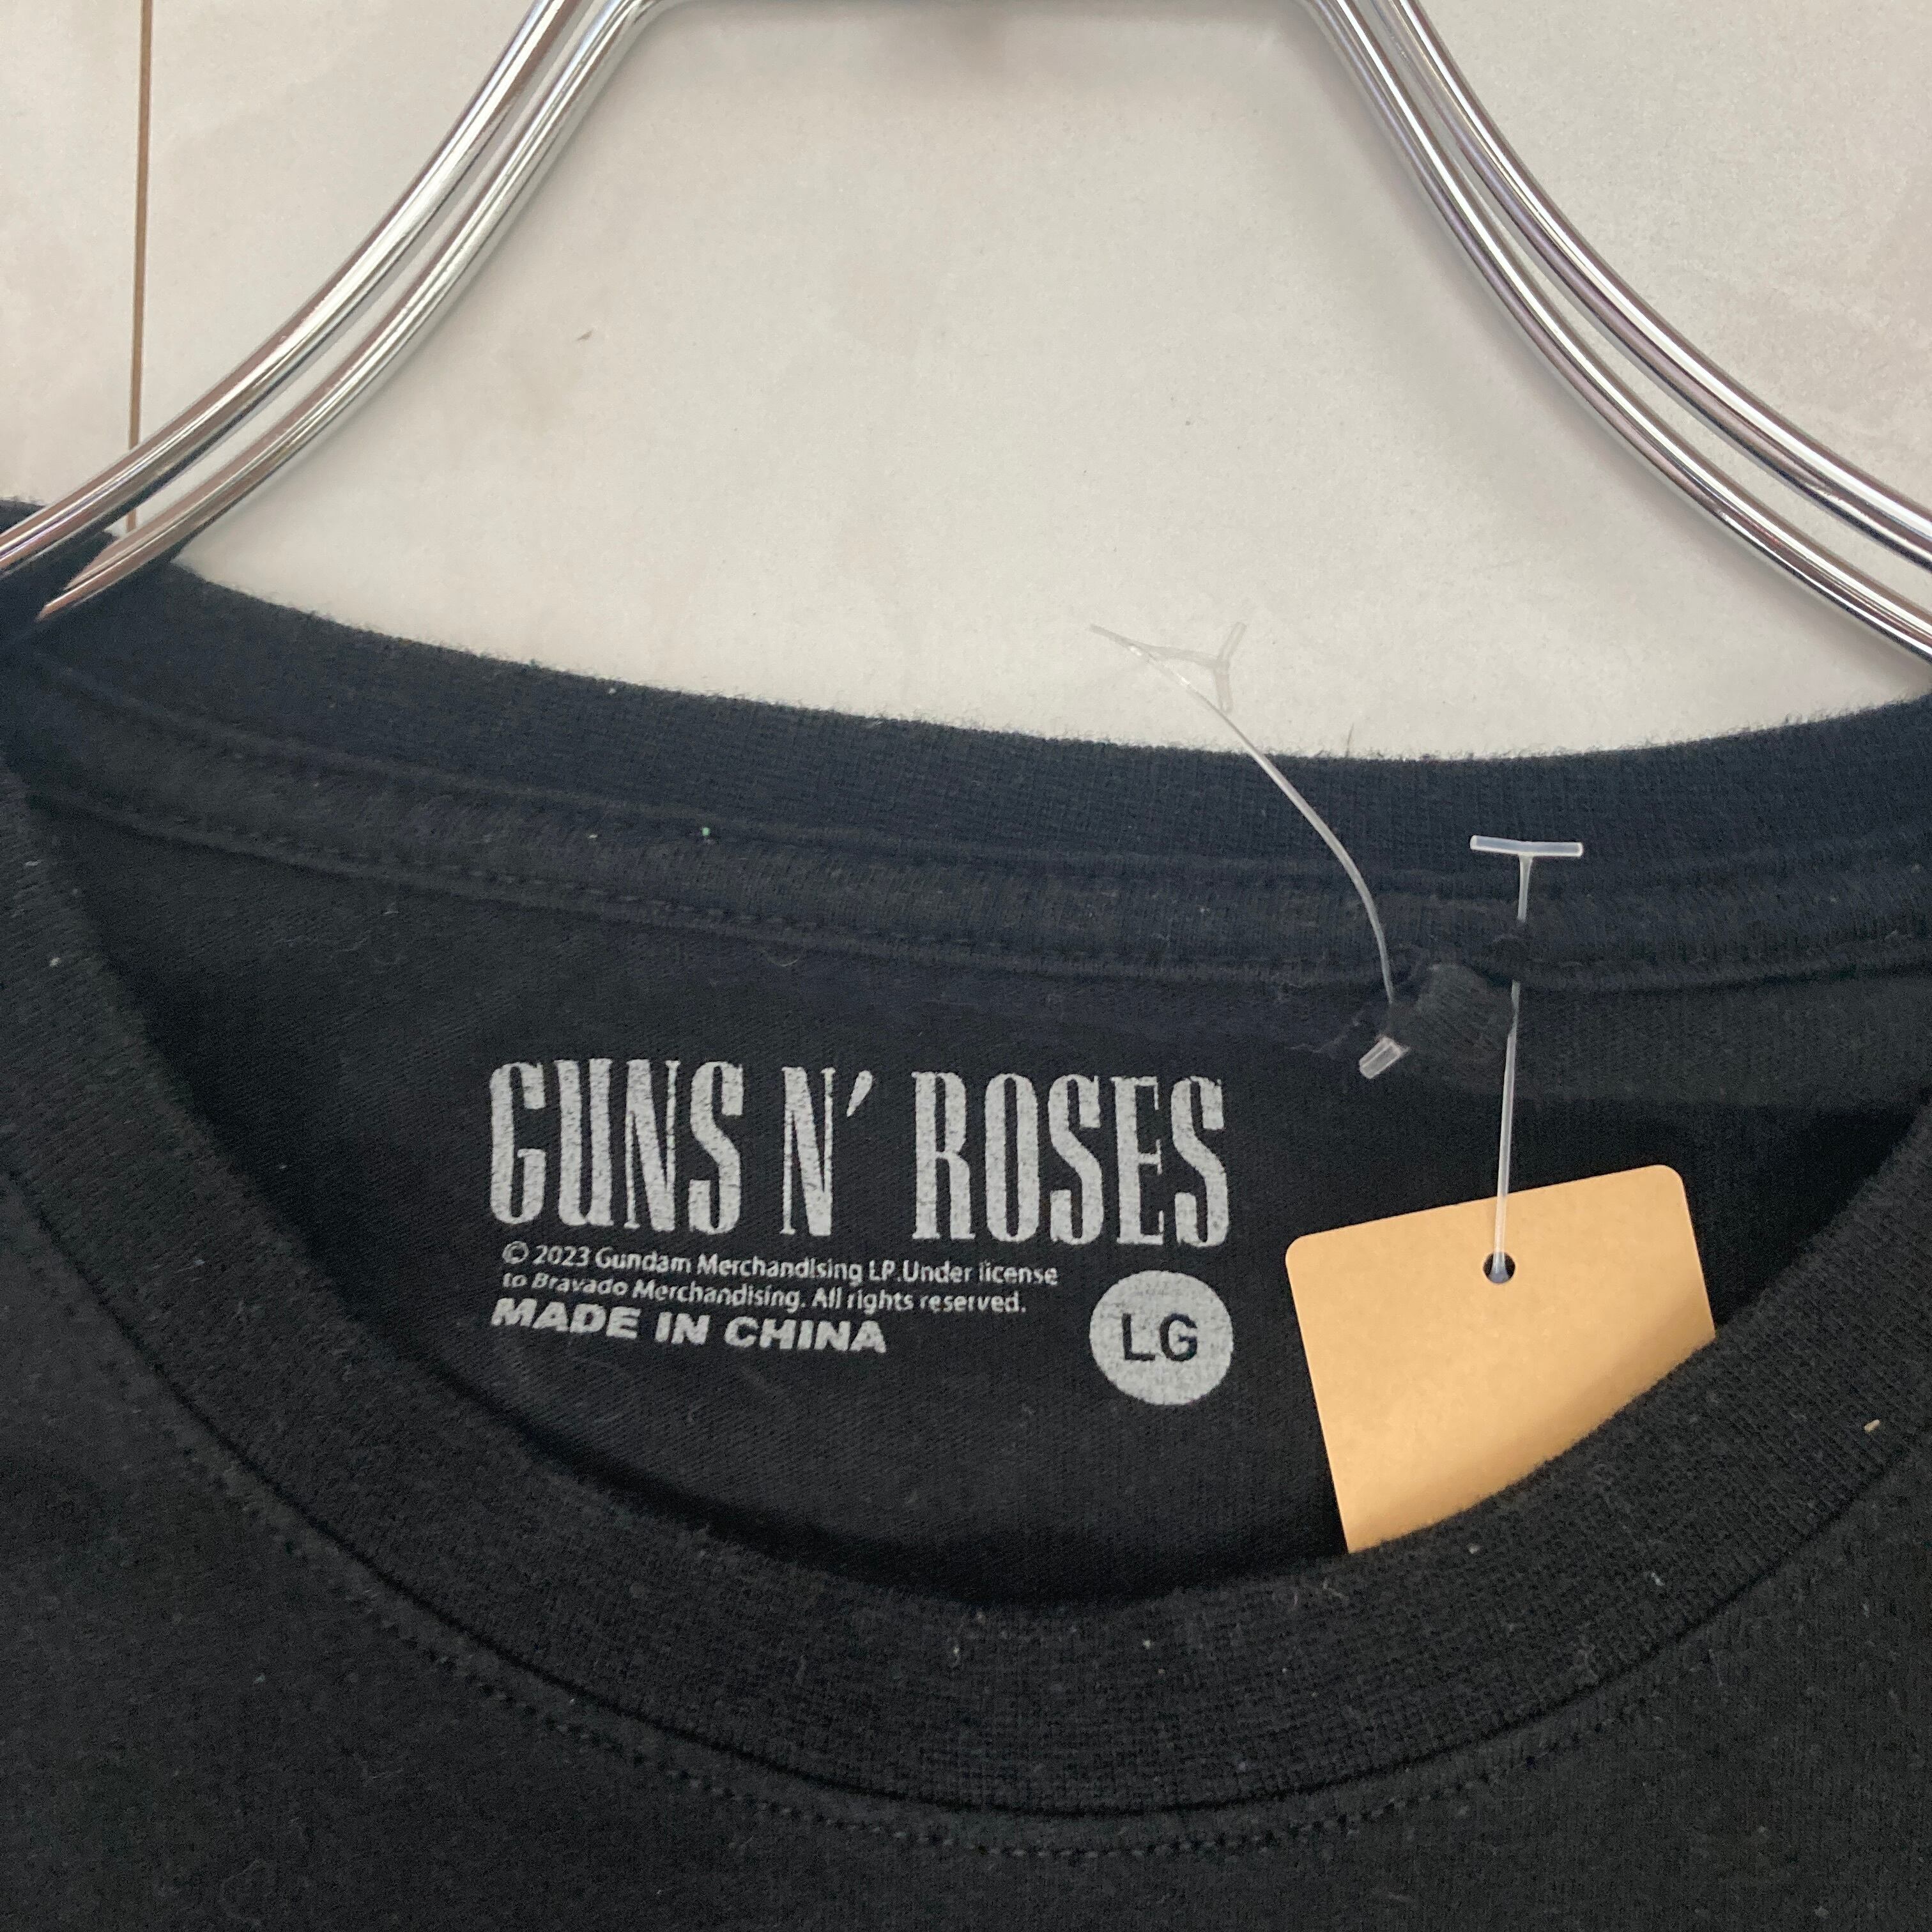 GUNS N' ROSES
© 2023 Gundam Merchandising LP.Under license
to Bravado Merchandising. All rights reserved.
MADE IN CHINA
LG